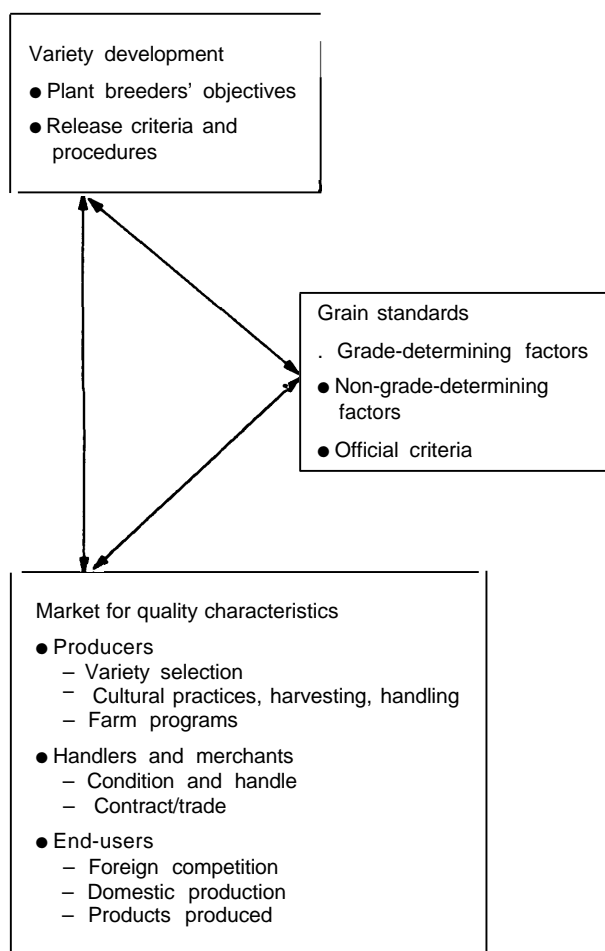 Variety development
● Plant breeders' objectives
● Release criteria and
procedures
Grain standards
. Grade-determining factors
● Non-grade-determining
factors
● Official criteria
Market for quality characteristics
● Producers
– Variety selection
– Cultural practices, harvesting, handling
– Farm programs
● Handlers and merchants
– Condition and handle
– Contract/trade
● End-users
– Foreign competition
– Domestic production
– Products produced